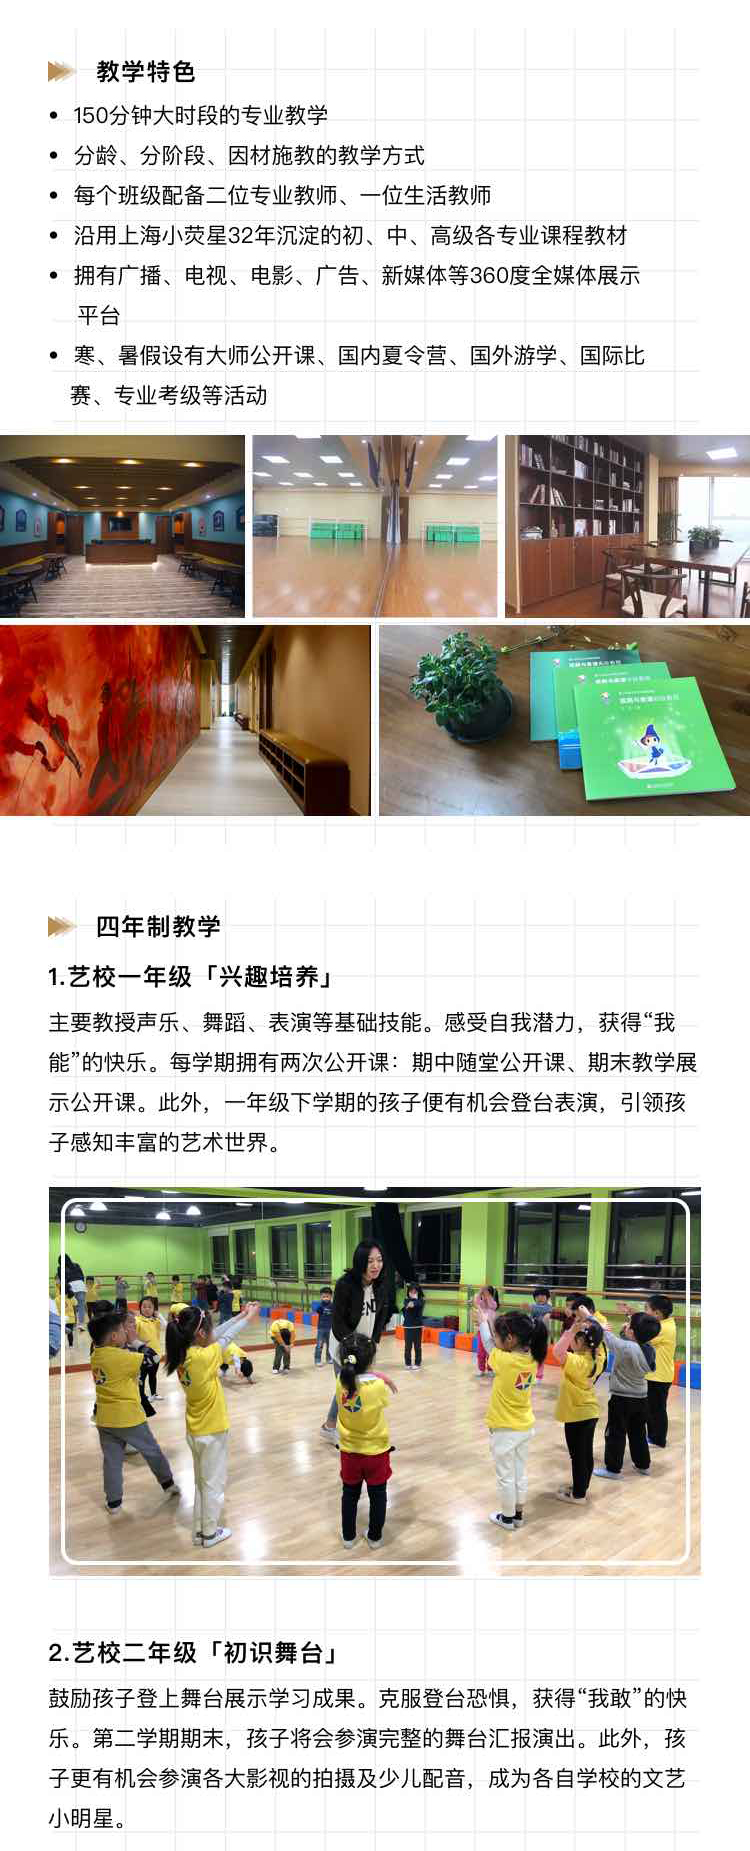 教学特色
• 150分钟大时段的专业教学
• 分龄、分阶段、因材施教的教学方式
• 每个班级配备二位专业教师、一位生活教师
• 沿用上海小荧星32年沉淀的初、中、高级各专业课程教材
• 拥有广播、电视、电影、广告、新媒体等360度全媒体展示
平台
• 寒、暑假设有大师公开课、国内夏令营、国外游学、国际比
赛、专业考级等活动
四年制教学
1.艺校一年级「兴趣培养」
主要教授声乐、舞蹈、表演等基础技能。感受自我潜力，获得“我
能”的快乐。每学期拥有两次公开课：期中随堂公开课、期末教学展
示公开课。此外，一年级下学期的孩子便有机会登台表演，引领孩
子感知丰富的艺术世界。
2.艺校二年级「初识舞台」
鼓励孩子登上舞台展示学习成果。克服登台恐惧，获得“我敢”的快
乐。第二学期期末，孩子将会参演完整的舞台汇报演出。此外，孩
子更有机会参演各大影视的拍摄及少儿配音，成为各自学校的文艺
小明星。